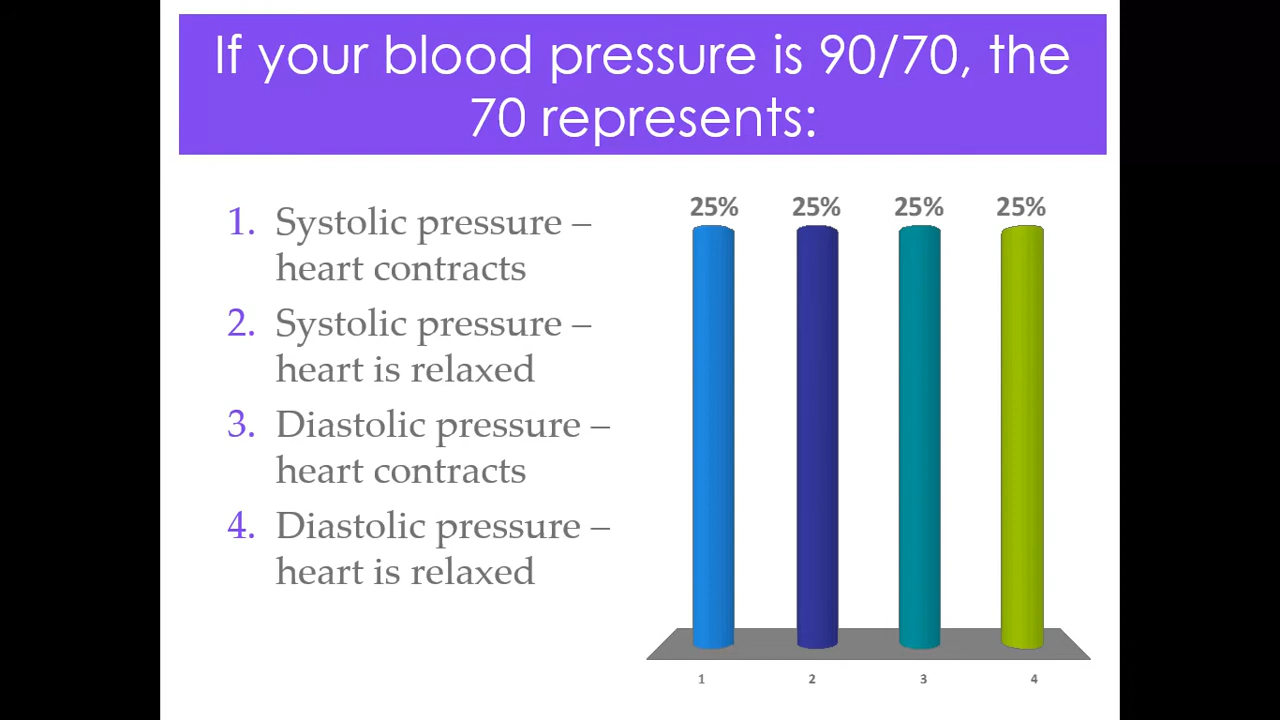 If your blood pressure is 90/70, the
70 represents:
1. Systolic pressure –
heart contracts
2. Systolic pressure –
heart is relaxed
3. Diastolic pressure –
heart contracts
4. Diastolic pressure –
heart is relaxed
25% 25% 25% 25%
1 2 3 4